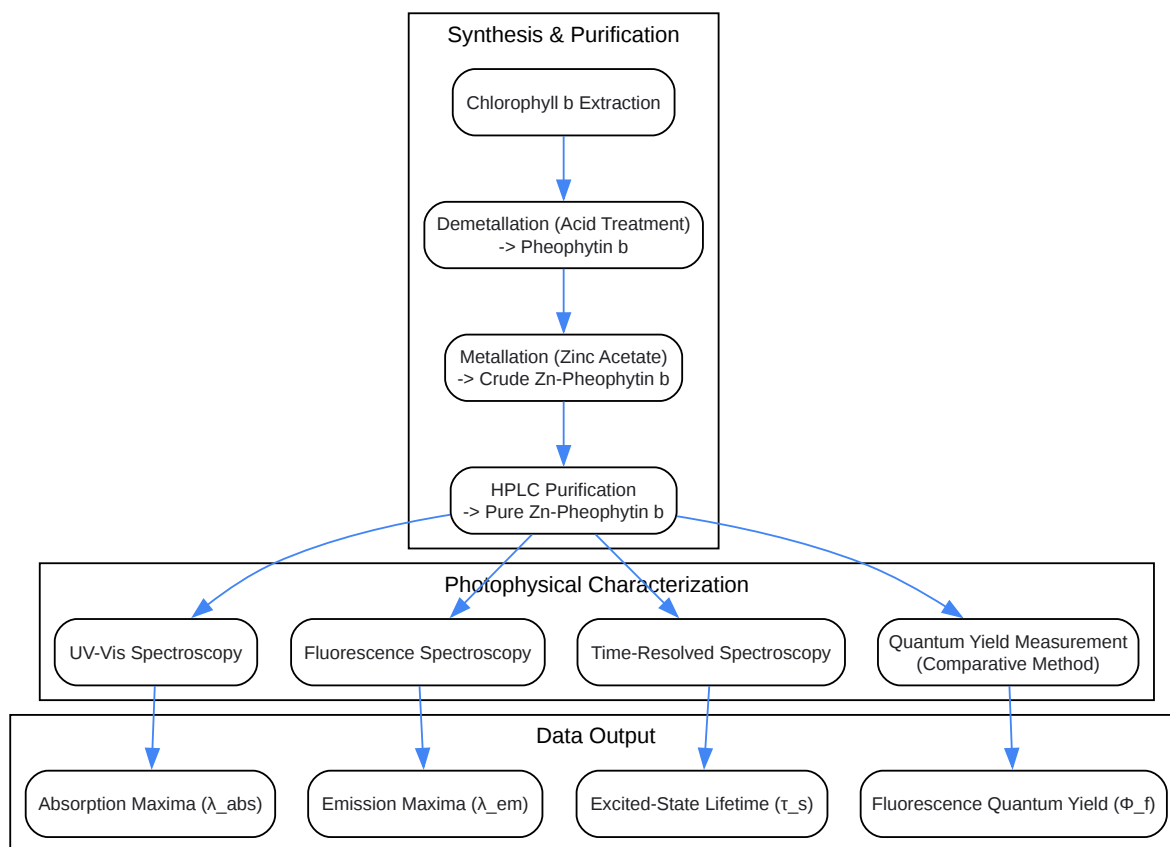 Synthesis & Purification
Chlorophyll b Extraction
Demetallation (Acid Treatment)
-> Pheophytin b
Metallation (Zinc Acetate)
-> Crude Zn-Pheophytin b
HPLC Purification
-> Pure Zn-Pheophytin b
Photophysical Characterization
UV-Vis Spectroscopy
Fluorescence Spectroscopy
Time-Resolved Spectroscopy
Quantum Yield Measurement
(Comparative Method)
Data Output
Absorption Maxima (λ_abs)
Emission Maxima (λ_em)
Excited-State Lifetime (τ_s)
Fluorescence Quantum Yield (Φ_f)